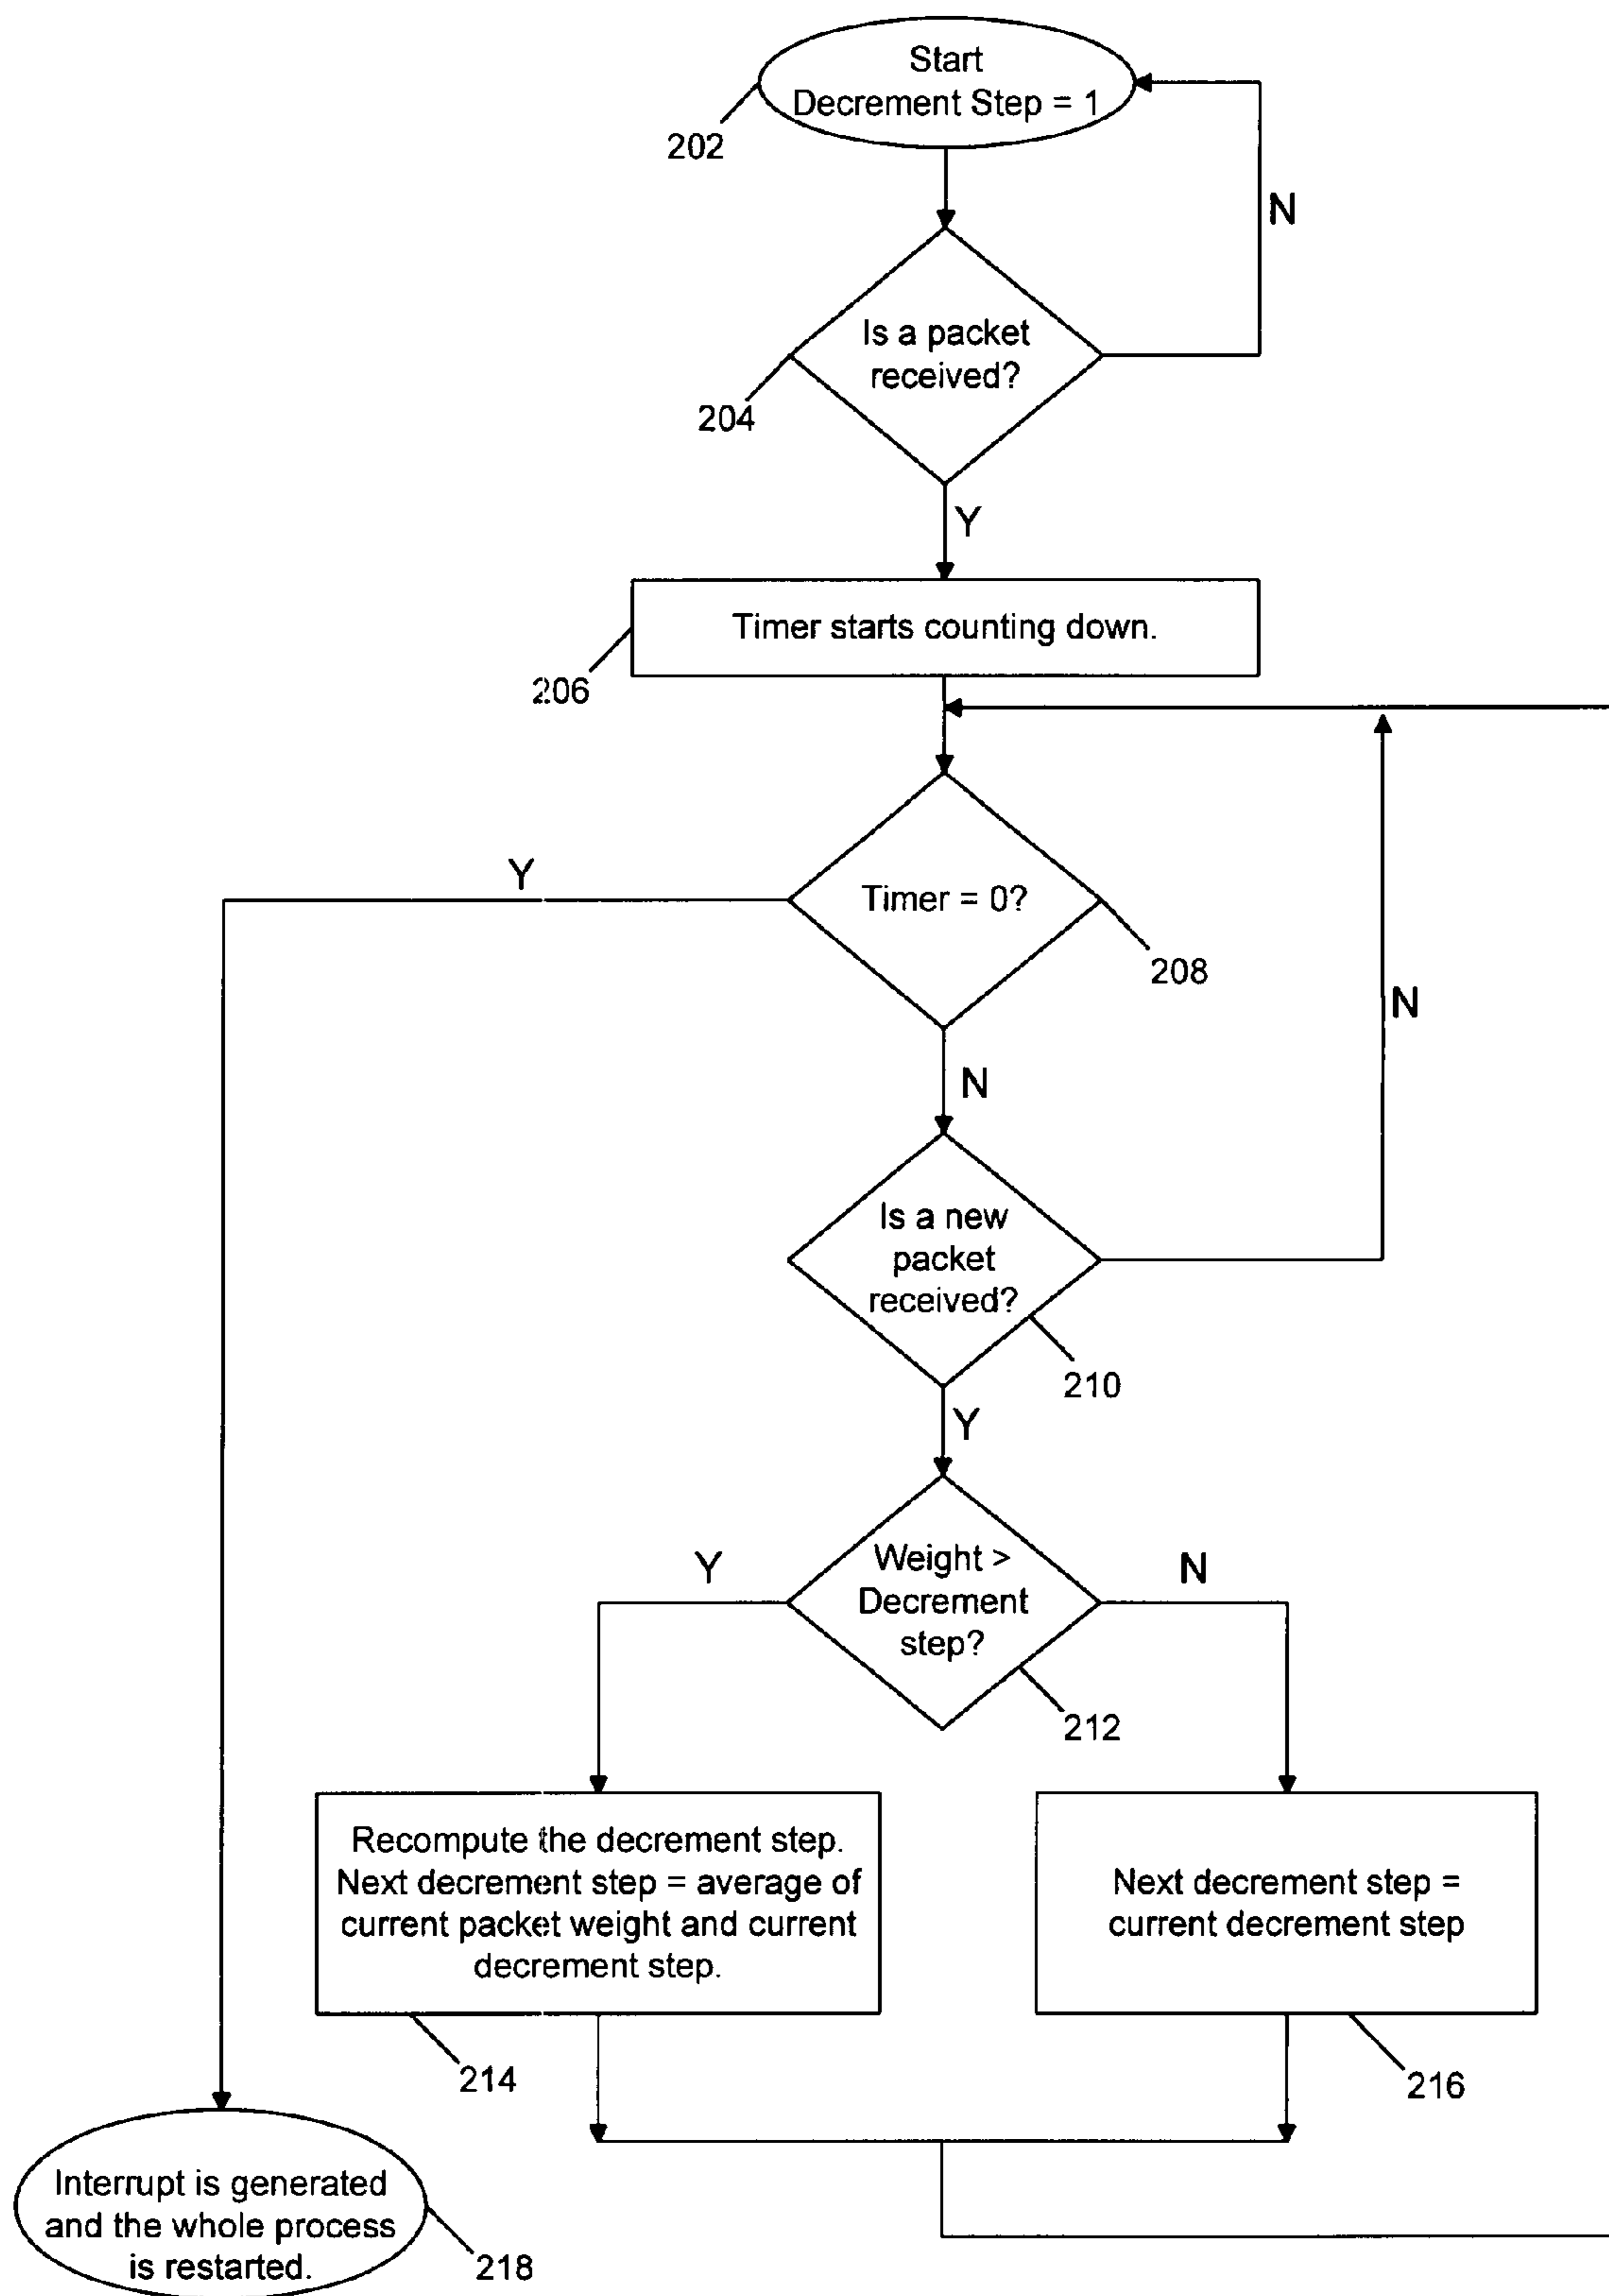 Start
Decrement Step = 1
202
N
Is a packet
received?
204
Y
Timer starts counting down.
206
Y
Timer = 0?
208
N
N
Is a new
packet
received?
210
Y
Y
Weight >
Decrement
step?
N
212
Recompute the decrement step.
Next decrement step = average of
current packet weight and current
decrement step.
Next decrement step =
current decrement step
214
216
Interrupt is generated
and the whole process
is restarted.
218